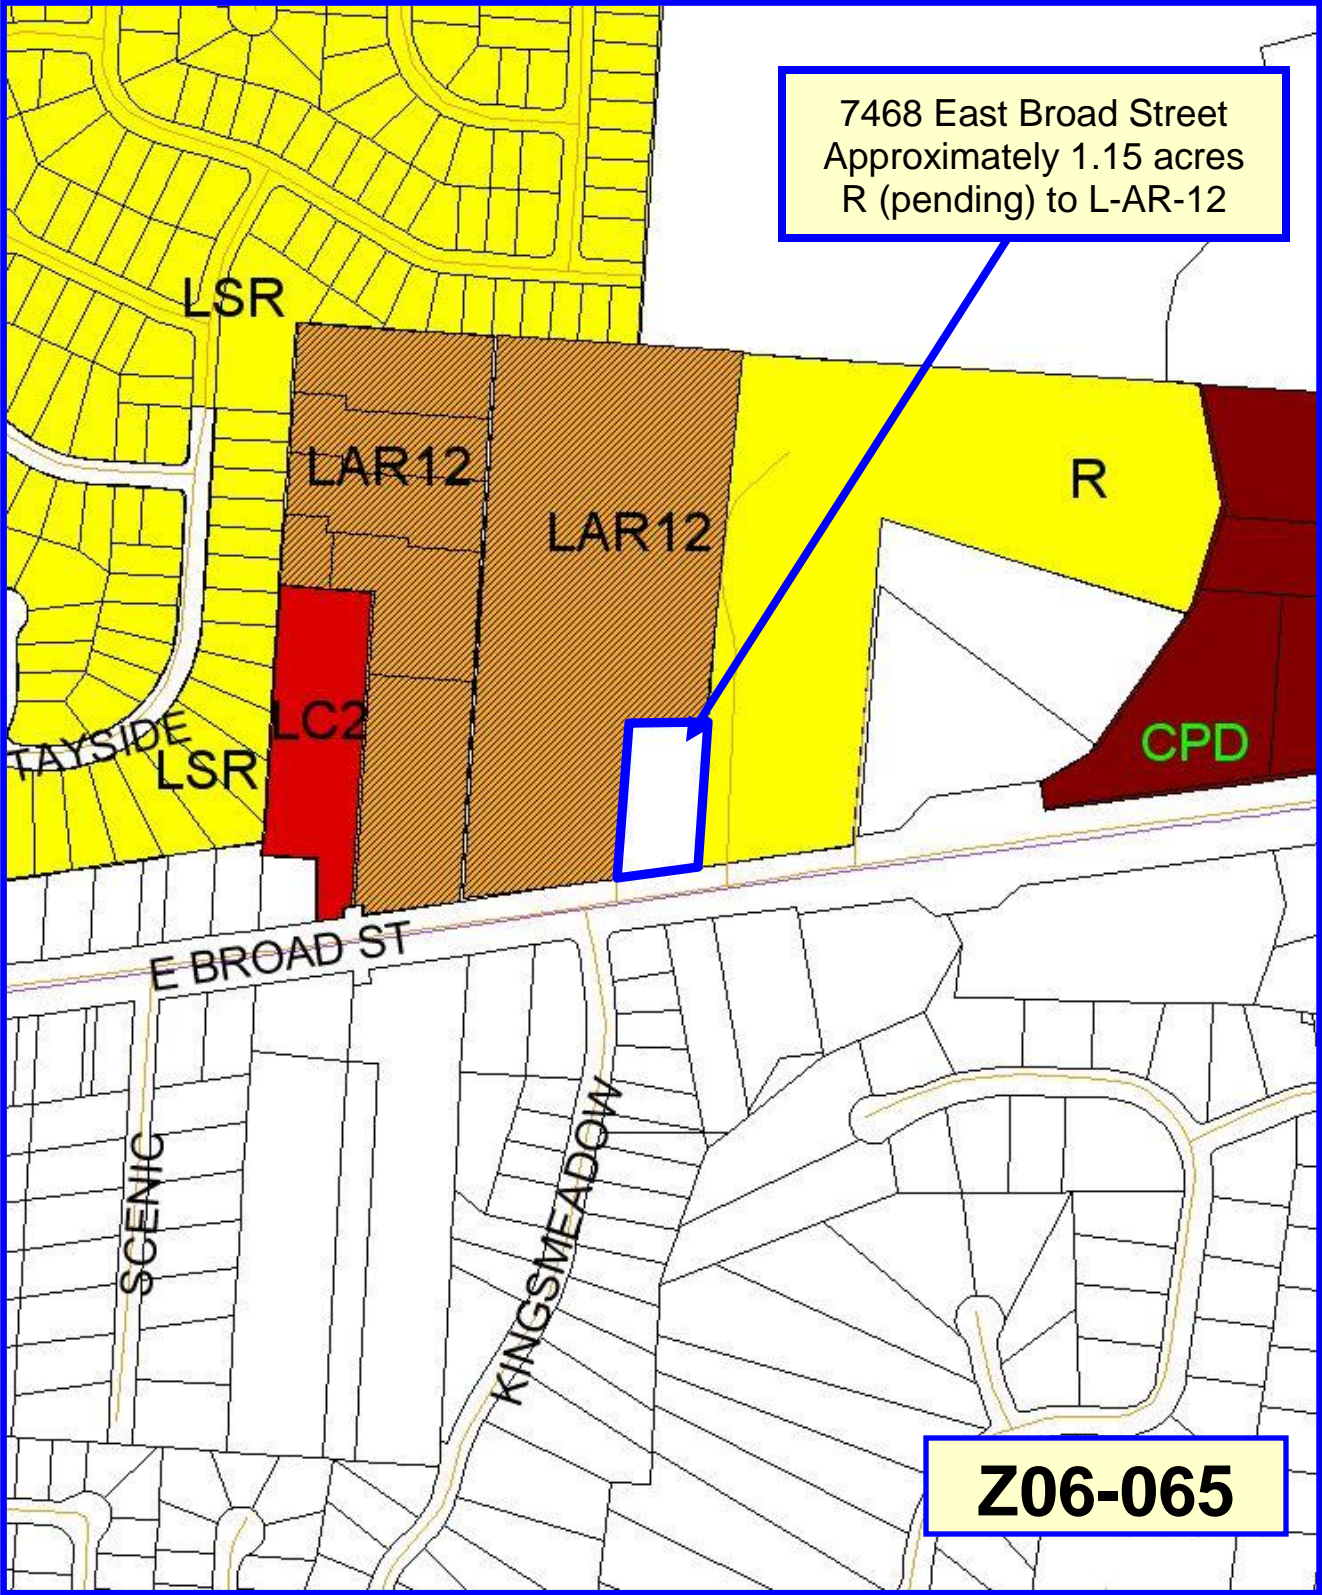 7468 East Broad Street
Approximately 1.15 acres
R (pending) to L-AR-12
LSR
LAR12
R
LAR12
LC2
CPD
TAYSIDE
LSR
E BROAD ST
SCENIC
KINGSMEADOW
Z06-065